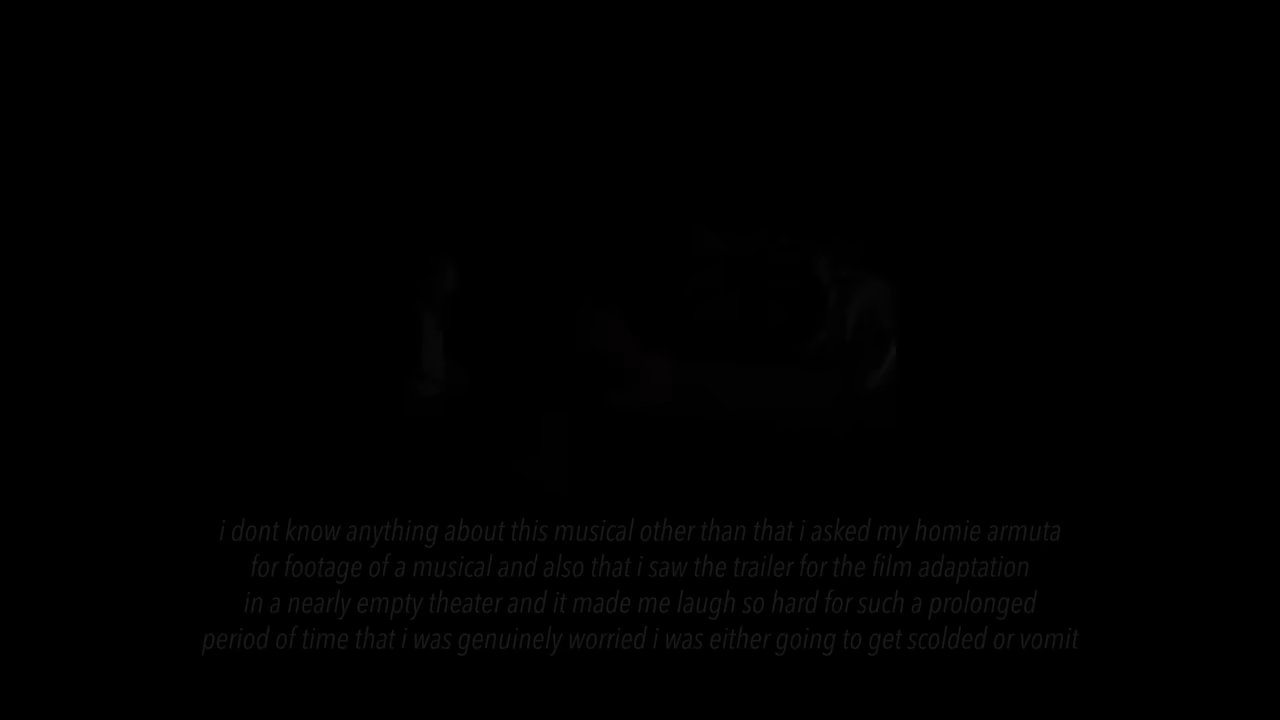 i dont know anything about this musical other than that i asked my homie armuta
for footage of a musical and also that i saw the trailer for the film adaptation
in a nearly empty theater and it made me laugh so hard for such a prolonged
period of time that i was genuinely worried i was either going to get scolded or vomit